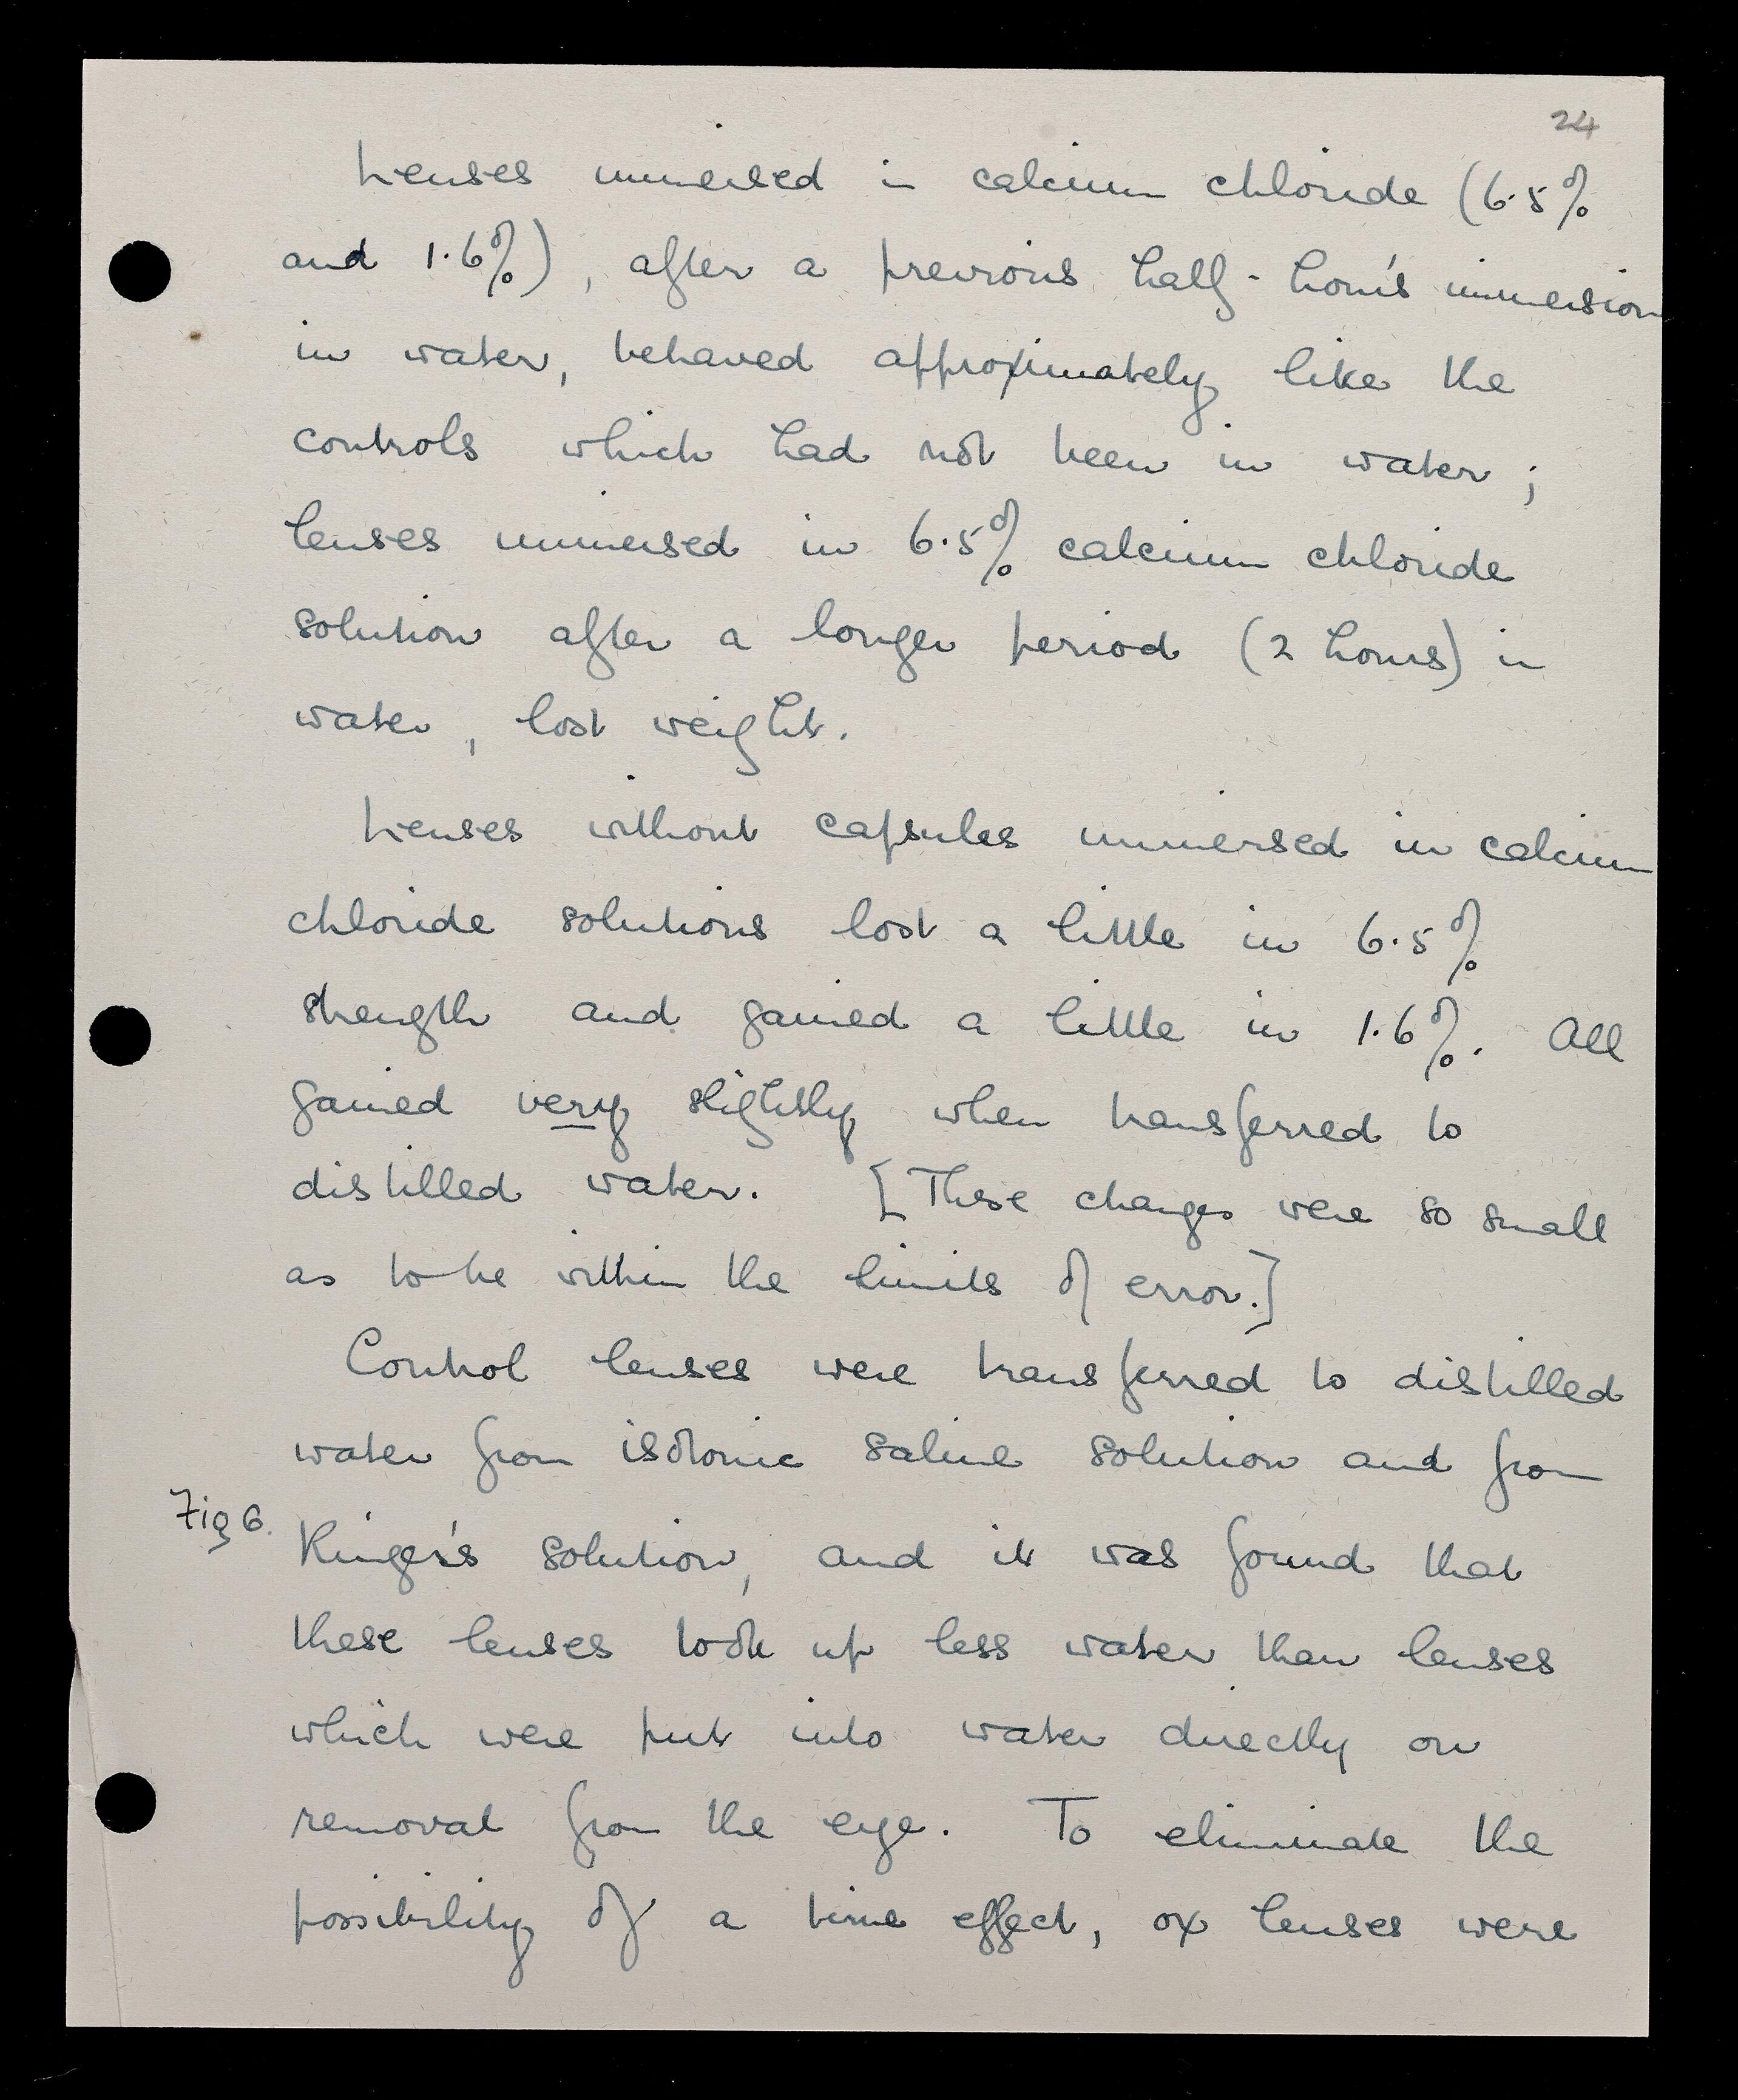 24
Lenses immersed in calcium chloride (6.5%
and 1.6%), after a previous half-hour's immersion
in water, behaved approximately like the
controls which had not been in water;
lenses immersed in 6.5% calcium chloride
solution after a longer period (2 hours) in
water, lost weight.
Lenses without capsules immersed in calcium
chloride solutions lost a little in 6.5%
strength and gained a little in 1.6%. All
gained very slightly when transferred to
distilled water. [These changes were so small
as to be within the limits of error.]
Control lenses were transferred to distilled
water from isotonic saline solution and from
Fig 6. Ringer's solution, and it was found that
these lenses took up less water than lenses
which were put into water directly on
removal from the eye. To eliminate the
possibility of a time effect, ox lenses were